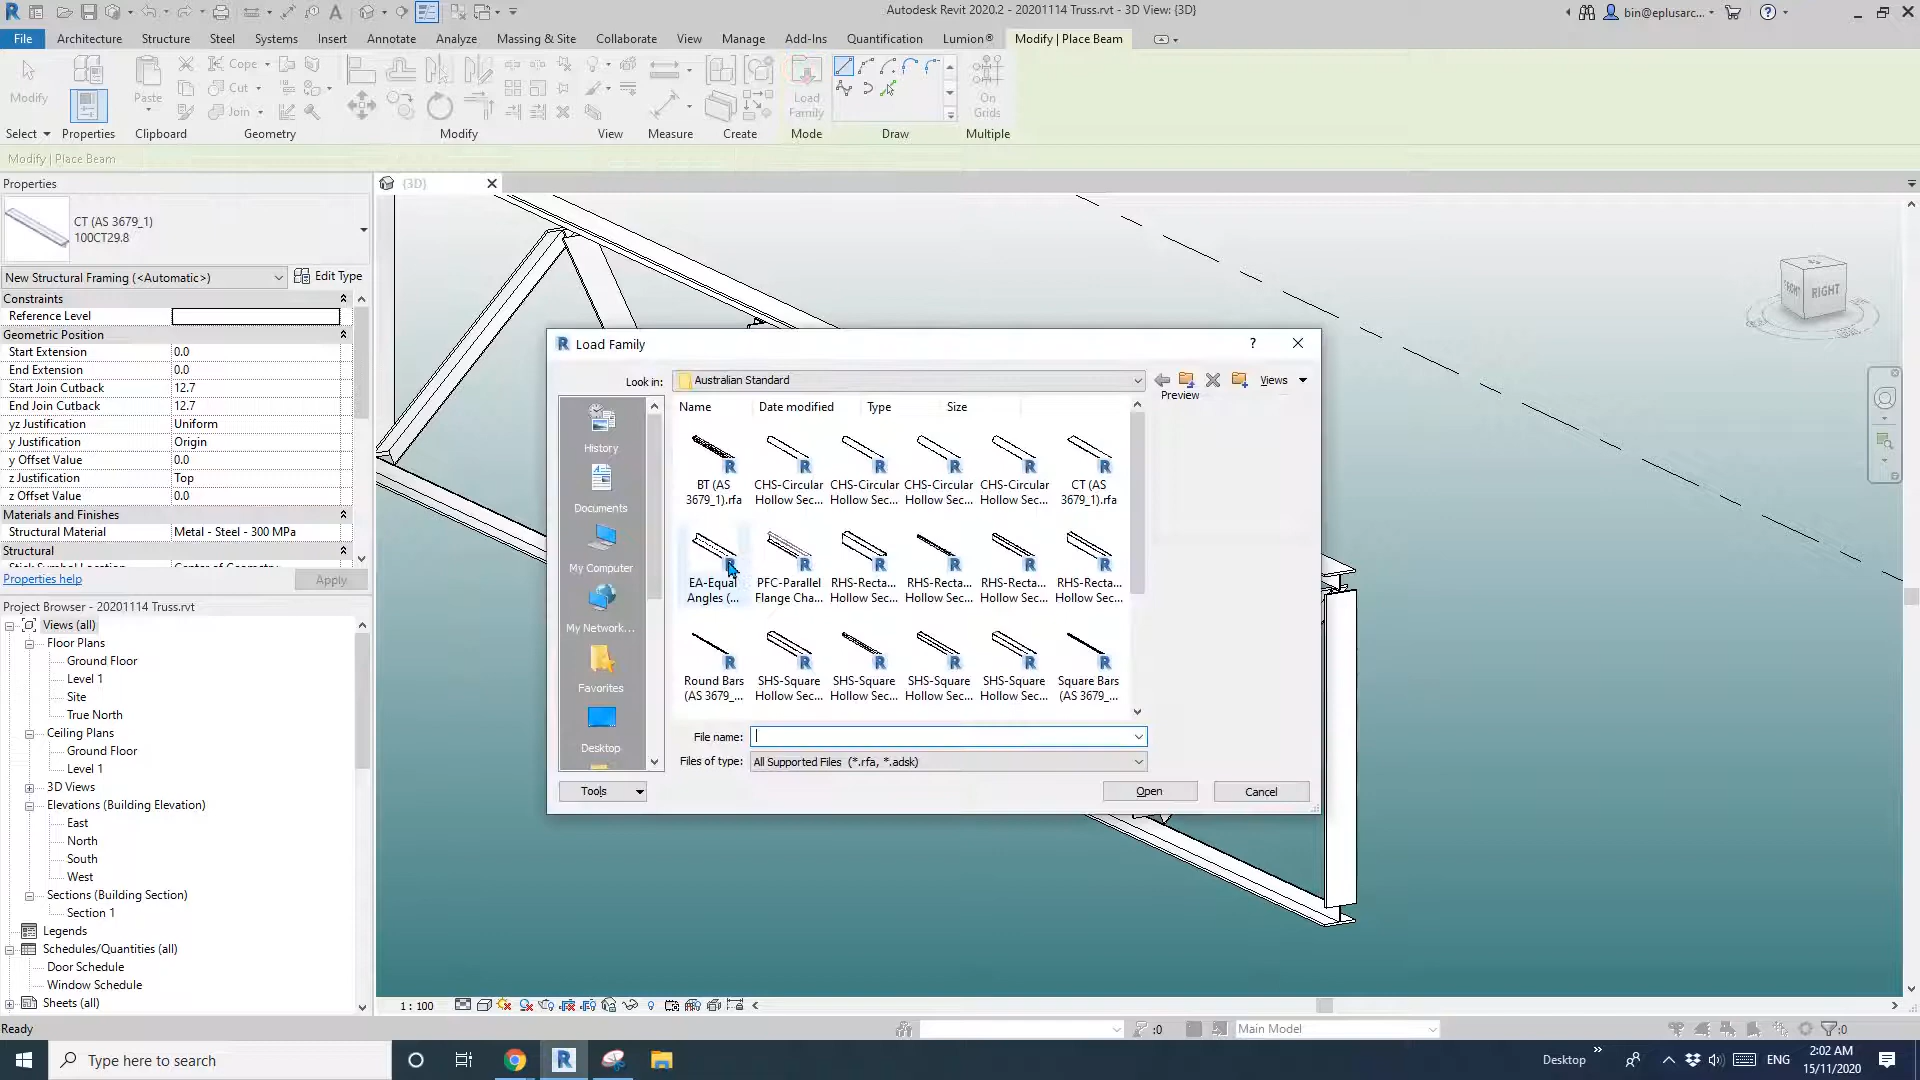 Autodesk Revit 2020.2 - 20201114 Truss.rvt - 3D View: {3D}
bin@eplusarc...
File Architecture Structure Steel Systems Insert Annotate Analyze Massing & Site Collaborate View Manage Add-Ins Quantification Lumion® Modify | Place Beam
Modify
Paste
Cope
Cut
Join
Load Family
On Grids
Select Properties Clipboard Geometry Modify View Measure Create Mode Draw Multiple
Modify | Place Beam
Properties
{3D}
CT (AS 3679_1)
100CT29.8
New Structural Framing (<Automatic>) Edit Type
Constraints
Reference Level
Geometric Position
Start Extension 0.0
End Extension 0.0
Start Join Cutback 12.7
End Join Cutback 12.7
yz Justification Uniform
y Justification Origin
y Offset Value 0.0
z Justification Top
z Offset Value 0.0
Materials and Finishes
Structural Material Metal - Steel - 300 MPa
Structural
Properties help Apply
Project Browser - 20201114 Truss.rvt
Views (all)
Floor Plans
Ground Floor
Level 1
Site
True North
Ceiling Plans
Ground Floor
Level 1
3D Views
Elevations (Building Elevation)
East
North
South
West
Sections (Building Section)
Section 1
Legends
Schedules/Quantities (all)
Door Schedule
Window Schedule
Sheets (all)
FRONT RIGHT
Load Family
Look in: Australian Standard Views
Preview
Name Date modified Type Size
History
Documents
My Computer
My Network...
Favorites
Desktop
BT (AS 3679_1).rfa
CHS-Circular Hollow Sec...
CHS-Circular Hollow Sec...
CHS-Circular Hollow Sec...
CHS-Circular Hollow Sec...
CT (AS 3679_1).rfa
EA-Equal Angles (...
PFC-Parallel Flange Cha...
RHS-Recta... Hollow Sec...
RHS-Recta... Hollow Sec...
RHS-Recta... Hollow Sec...
RHS-Recta... Hollow Sec...
Round Bars (AS 3679_...
SHS-Square Hollow Sec...
SHS-Square Hollow Sec...
SHS-Square Hollow Sec...
SHS-Square Hollow Sec...
Square Bars (AS 3679_...
File name:
Files of type: All Supported Files (*.rfa, *.adsk)
Tools Open Cancel
1 : 100
Ready
:0 Main Model :0
Type here to search
Desktop
ENG
2:02 AM
15/11/2020